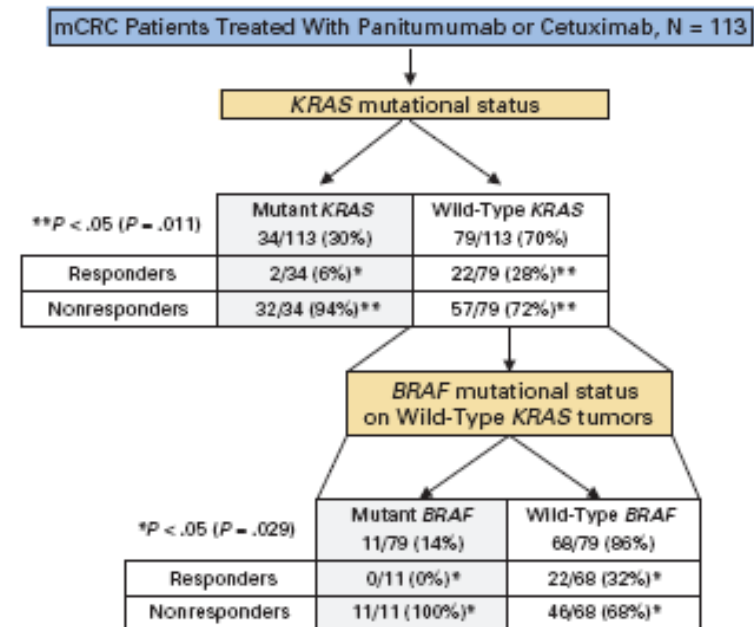 mCRC Patients Treated With Panitumumab or Cetuximab, N = 113
KRAS mutational status
**P < .05 (P = .011)
Mutant KRAS
34/113 (30%)
Wild-Type KRAS
79/113 (70%)
Responders
2/34 (6%)*
22/79 (28%)**
Nonresponders
32/34 (94%)**
57/79 (72%)**
BRAF mutational status
on Wild-Type KRAS tumors
*P < .05 (P = .029)
Mutant BRAF
11/79 (14%)
Wild-Type BRAF
68/79 (86%)
Responders
0/11 (0%)*
22/68 (32%)*
Nonresponders
11/11 (100%)*
46/68 (68%)*